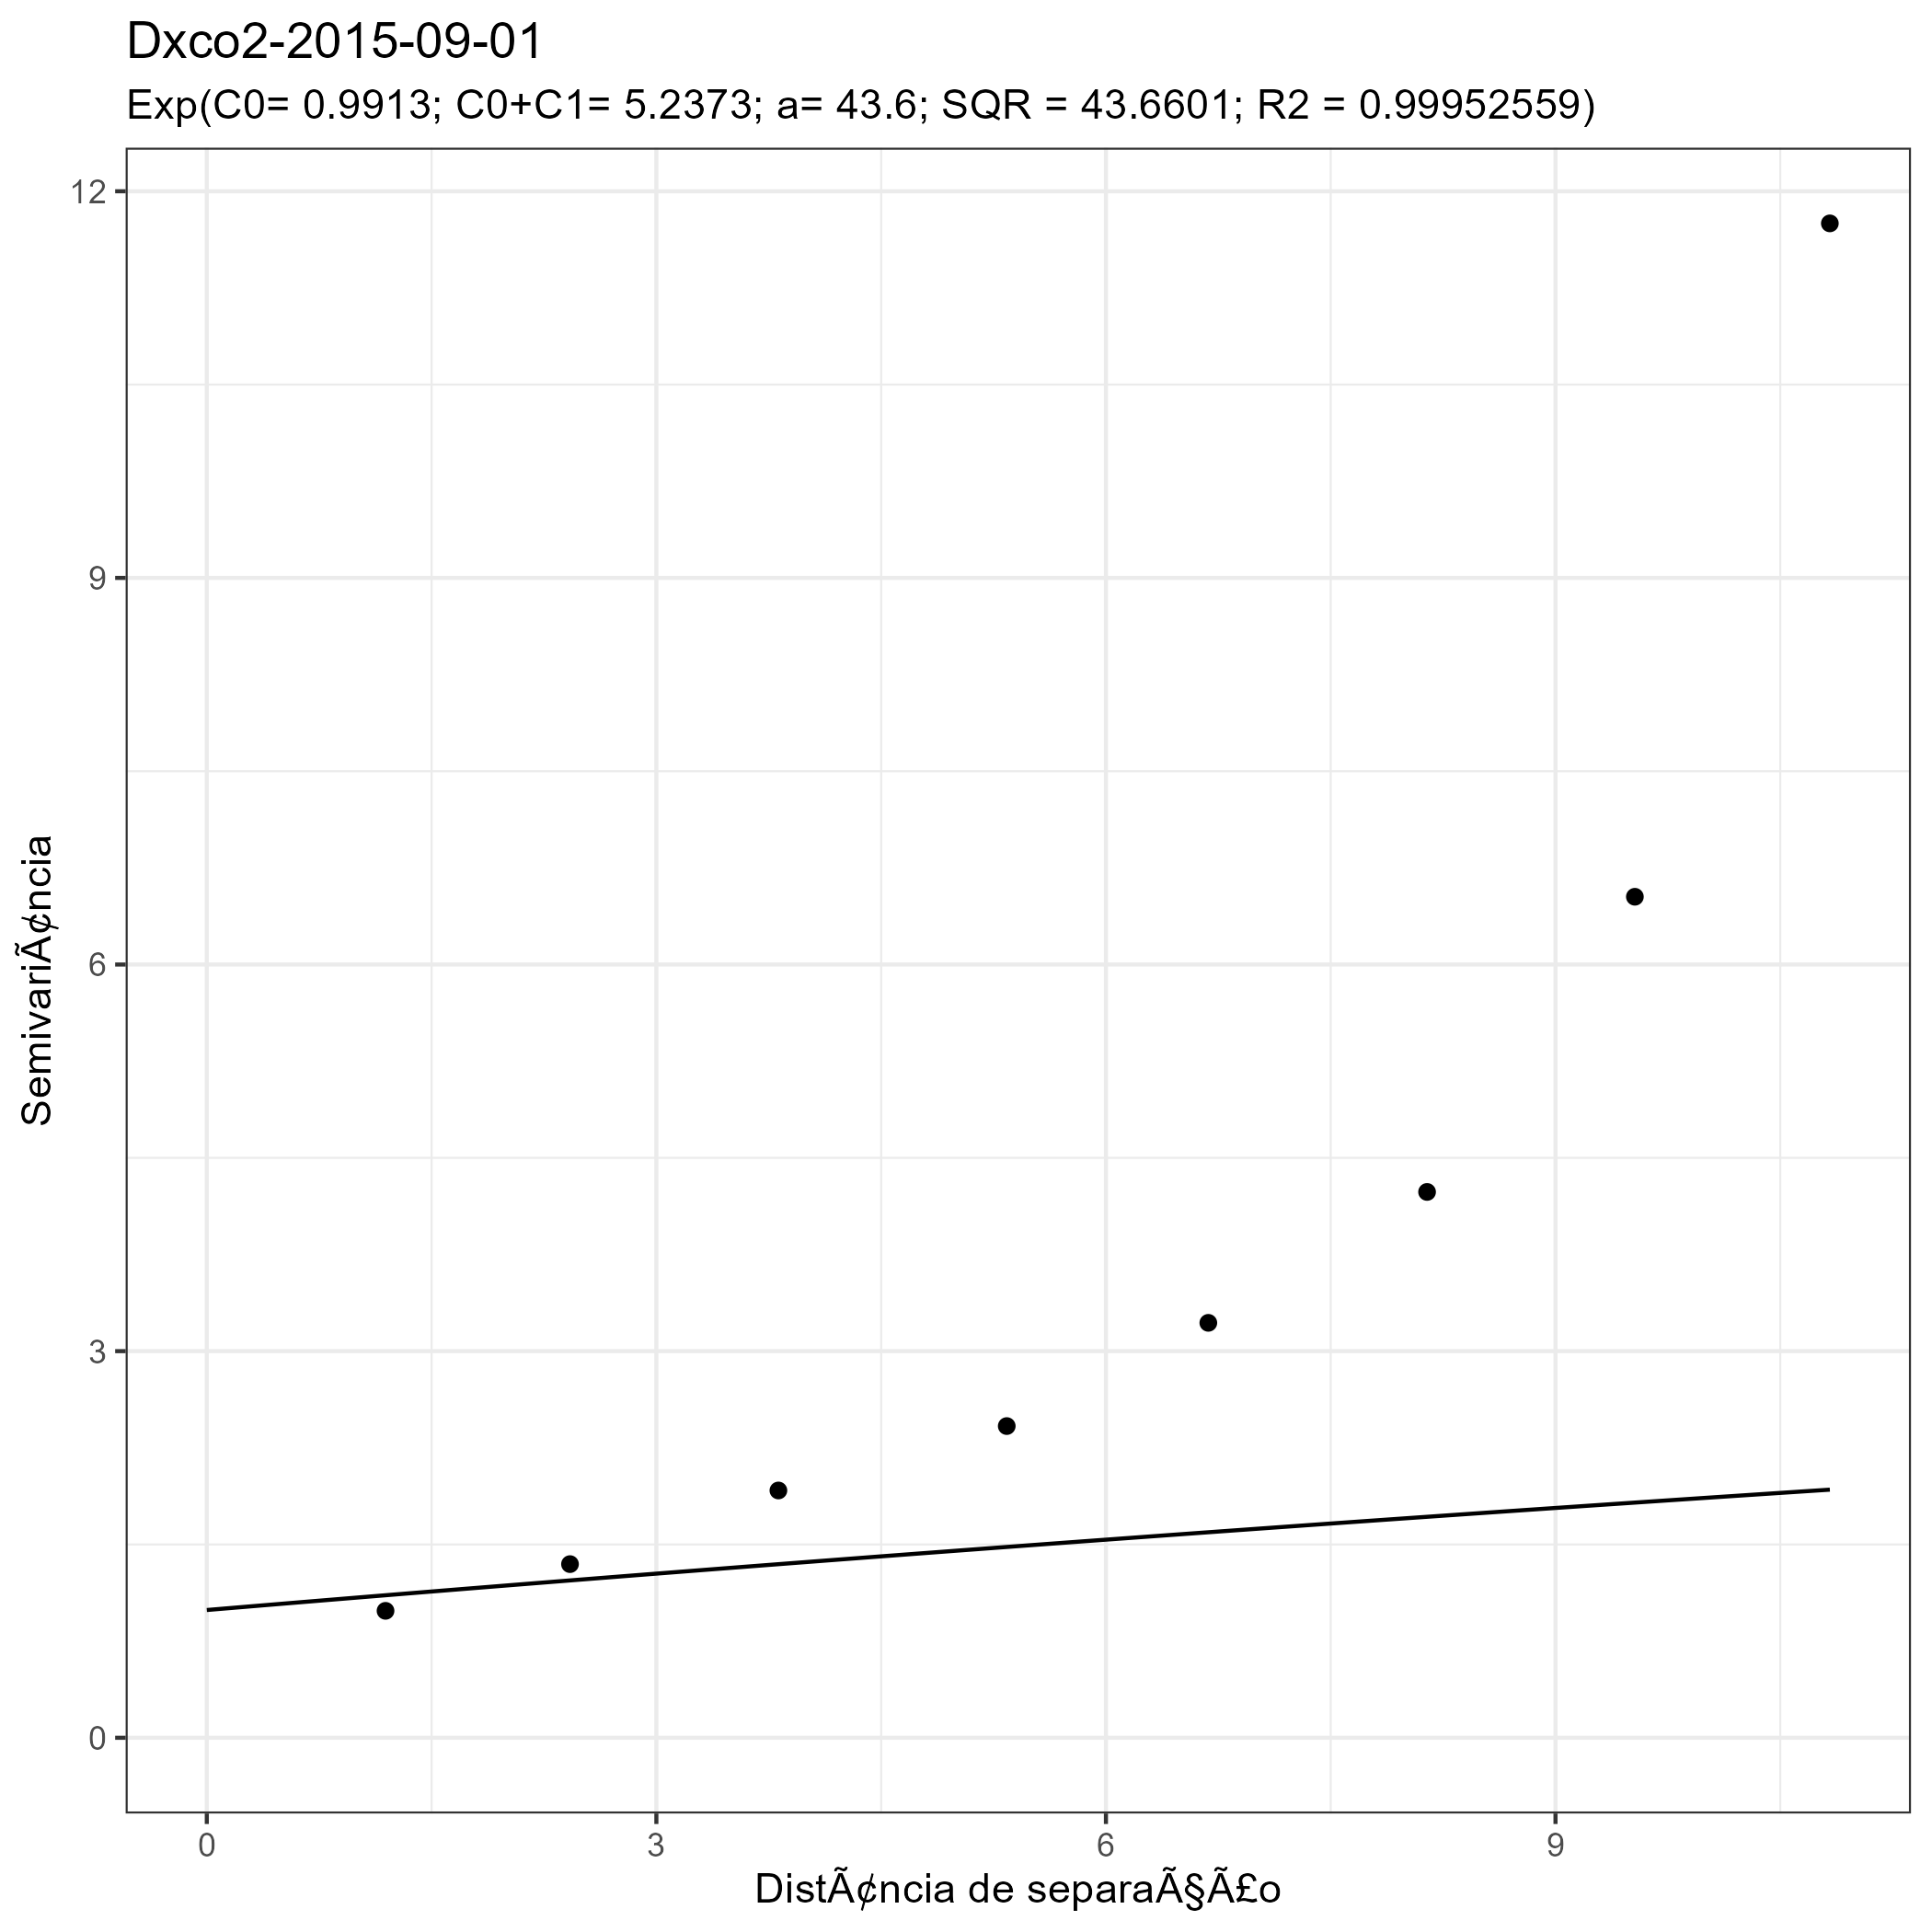 Dxco2-2015-09-01
Exp(C0= 0.9913; C0+C1= 5.2373; a= 43.6; SQR = 43.6601; R2 = 0.99952559)
12
9
6
3
0
SemivariÃ¢ncia
0 3 6 9
DistÃ¢ncia de separaÃ§Ã£o